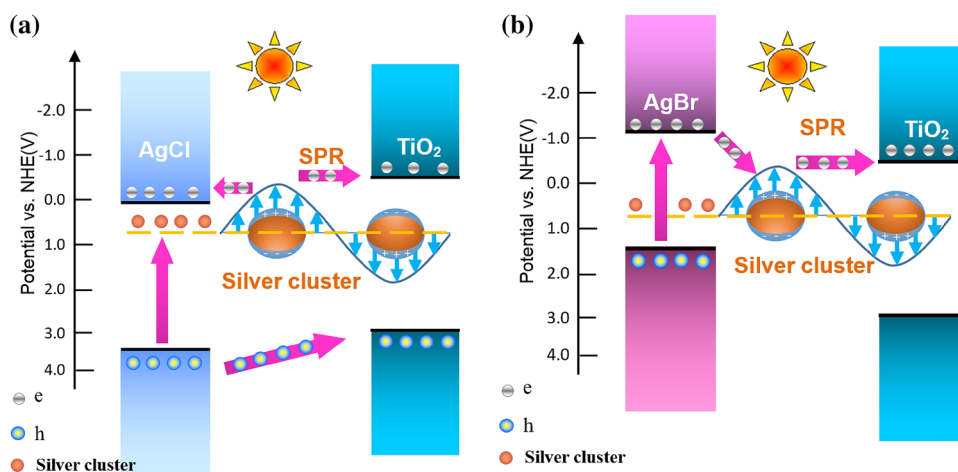 (a)
Potential vs. NHE(V)
-2.0
-1.0
0.0
1.0
2.0
3.0
4.0
AgCl
SPR
TiO₂
Silver cluster
e
h
Silver cluster
(b)
Potential vs. NHE(V)
-2.0
-1.0
0.0
1.0
2.0
3.0
4.0
AgBr
SPR
TiO₂
Silver cluster
e
h
Silver cluster